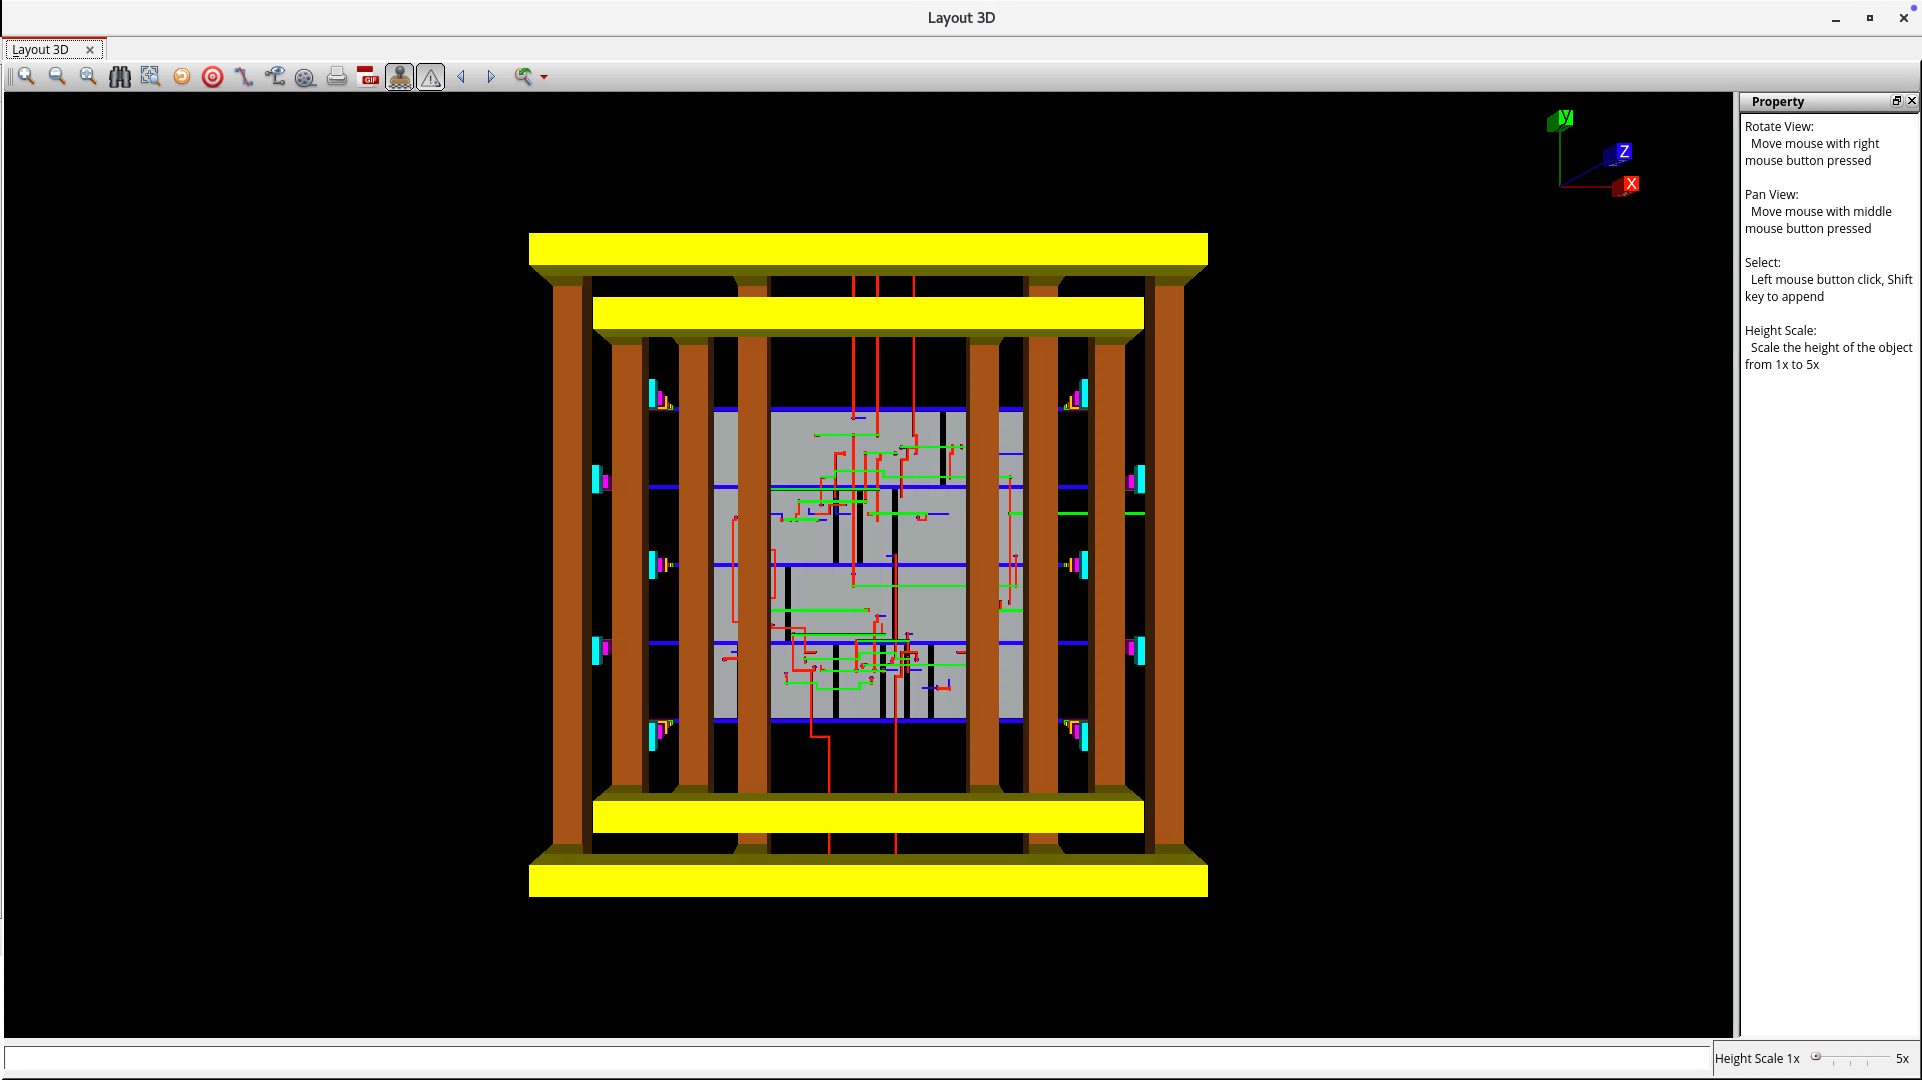 Layout 3D
Layout 3D
GIF
y
Z
X
Property
Rotate View:
Move mouse with right
mouse button pressed
Pan View:
Move mouse with middle
mouse button pressed
Select:
Left mouse button click, Shift
key to append
Height Scale:
Scale the height of the object
from 1x to 5x
Height Scale 1x
5x